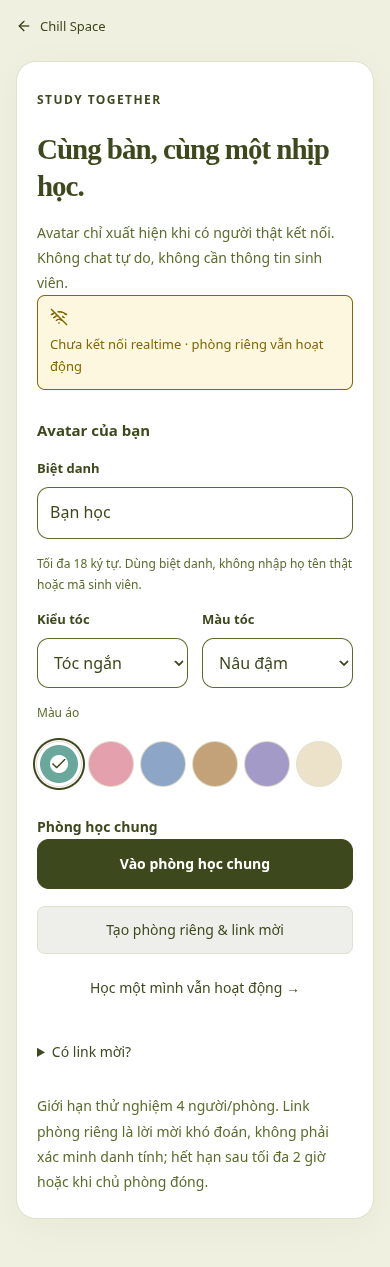 Chill Space
STUDY TOGETHER
Cùng bàn, cùng một nhịp
học.
Avatar chỉ xuất hiện khi có người thật kết nối.
Không chat tự do, không cần thông tin sinh
viên.
Chưa kết nối realtime · phòng riêng vẫn hoạt
động
Avatar của bạn
Biệt danh
Bạn học
Tối đa 18 ký tự. Dùng biệt danh, không nhập họ tên thật
hoặc mã sinh viên.
Kiểu tóc
Màu tóc
Tóc ngắn
Nâu đậm
Màu áo
Phòng học chung
Vào phòng học chung
Tạo phòng riêng & link mời
Học một mình vẫn hoạt động →
Có link mời?
Giới hạn thử nghiệm 4 người/phòng. Link
phòng riêng là lời mời khó đoán, không phải
xác minh danh tính; hết hạn sau tối đa 2 giờ
hoặc khi chủ phòng đóng.